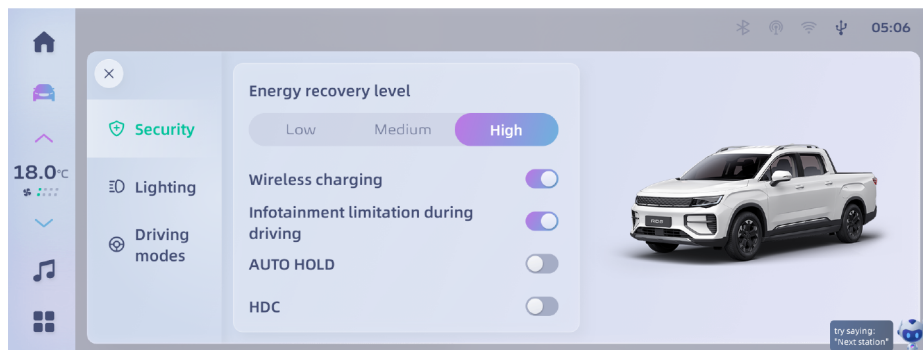 05:06
18.0°C
Security
Lighting
Driving
modes
Energy recovery level
Low Medium High
Wireless charging
Infotainment limitation during
driving
AUTO HOLD
HDC
try saying:
"Next station"